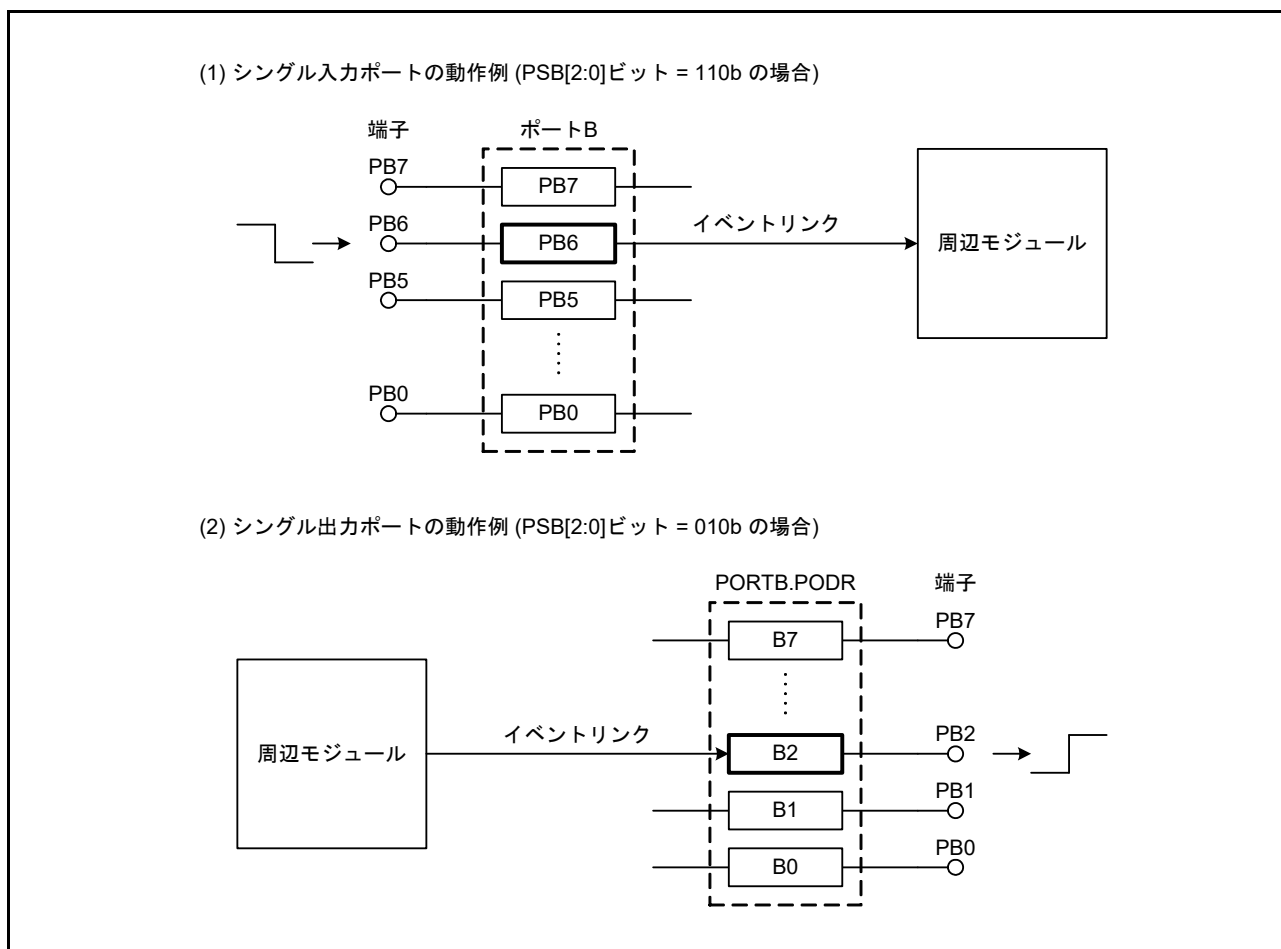 (1) シングル入力ポートの動作例 (PSB[2:0]ビット = 110b の場合)
端子
ポートB
PB7
PB7
PB6
PB6
イベントリンク
周辺モジュール
PB5
PB5
PB0
PB0
(2) シングル出力ポートの動作例 (PSB[2:0]ビット = 010b の場合)
PORTB.PODR
端子
B7
PB7
周辺モジュール
イベントリンク
B2
PB2
B1
PB1
B0
PB0